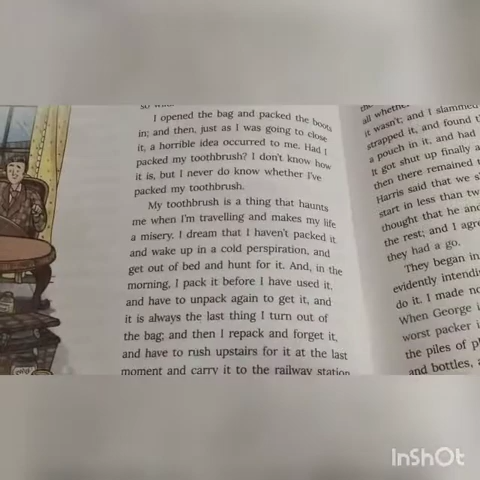 I opened the bag and packed the boots
in; and then, just as I was going to close
it, a horrible idea occurred to me. Had I
packed my toothbrush? I don't know how
it is, but I never do know whether I've
packed my toothbrush.
My toothbrush is a thing that haunts
me when I'm travelling and makes my life
a misery. I dream that I haven't packed it
and wake up in a cold perspiration, and
get out of bed and hunt for it. And, in the
morning, I pack it before I have used it,
and have to unpack again to get it, and
it is always the last thing I turn out of
the bag; and then I repack and forget it,
and have to rush upstairs for it at the last
moment and carry it to the railway station
all whether
it wasn't; and I slammed
strapped it, and found
a pouch in it, and had
It got shut up finally a
then there remained
Harris said that we s
start in less than tw
thought that he and
the rest; and I agre
they had a go.
They began in
evidently intendi
do it. I made no
When George i
worst packer i
the piles of pl
and bottles, a
InShOt